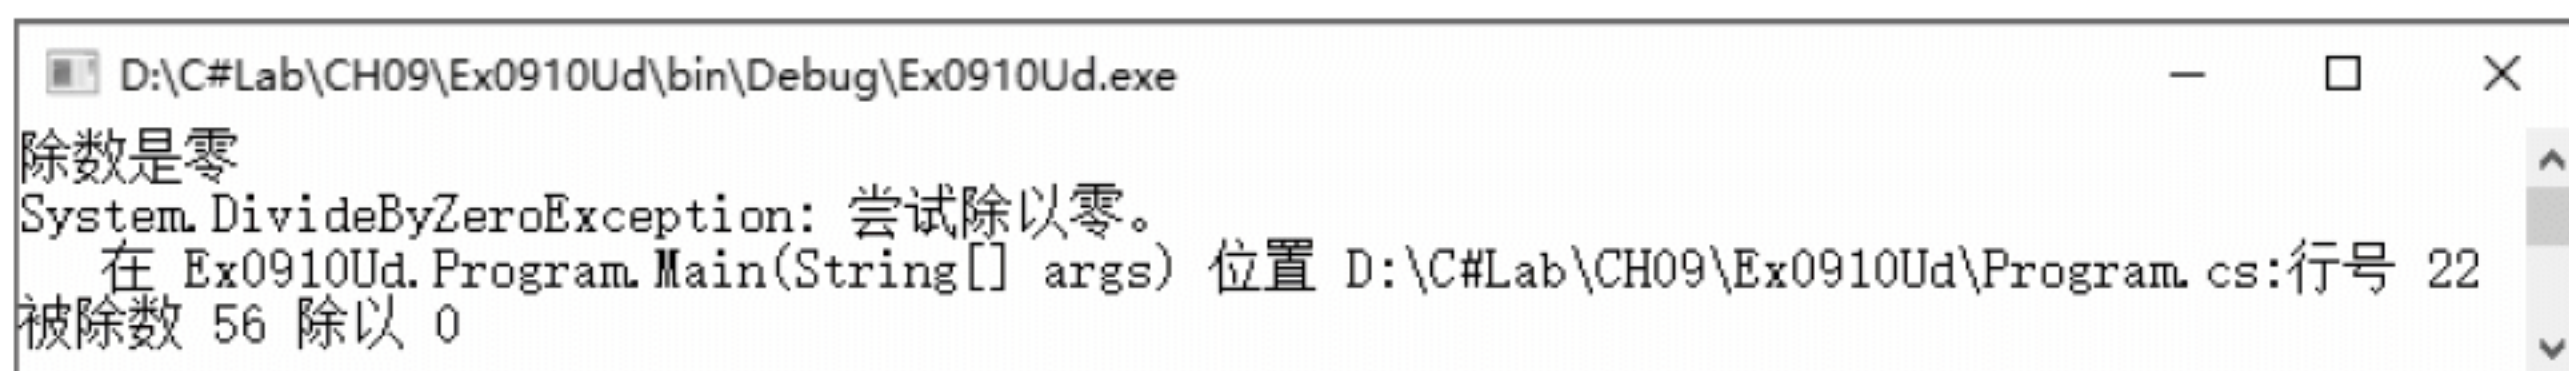 D:\C#Lab\CH09\Ex0910Ud\bin\Debug\Ex0910Ud.exe
除数是零
System.DivideByZeroException: 尝试除以零。
   在 Ex0910Ud.Program.Main(String[] args) 位置 D:\C#Lab\CH09\Ex0910Ud\Program.cs:行号 22
被除数 56 除以 0